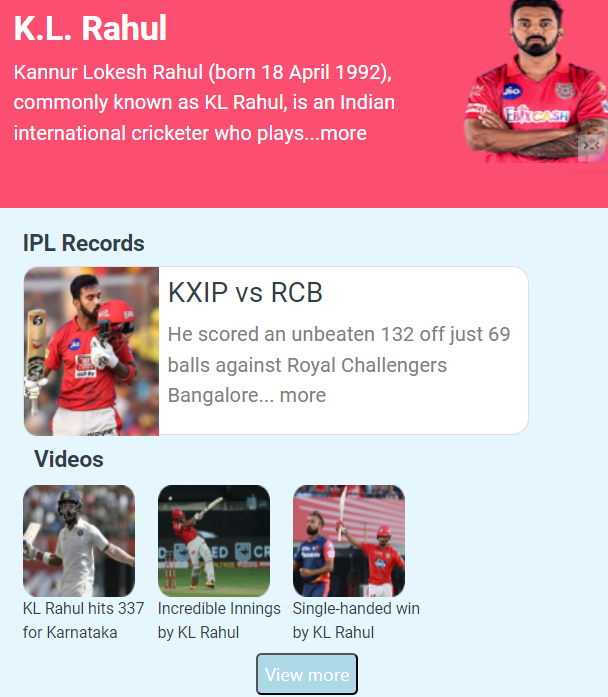 K.L. Rahul
Kannur Lokesh Rahul (born 18 April 1992),
commonly known as KL Rahul, is an Indian
international cricketer who plays...more
IPL Records
KXIP vs RCB
He scored an unbeaten 132 off just 69
balls against Royal Challengers
Bangalore... more
Videos
KL Rahul hits 337
for Karnataka
Incredible Innings
by KL Rahul
Single-handed win
by KL Rahul
View more